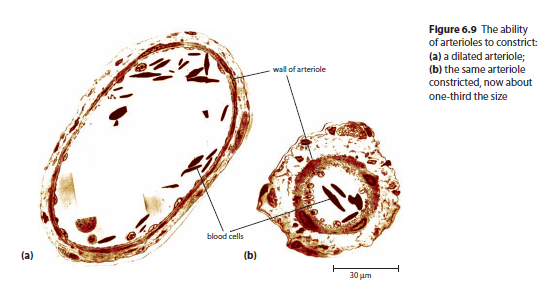 Figure 6.9 The ability
of arterioles to constrict:
(a) a dilated arteriole;
(b) the same arteriole
constricted, now about
one-third the size
wall of arteriole
blood cells
(a)
(b)
30 µm